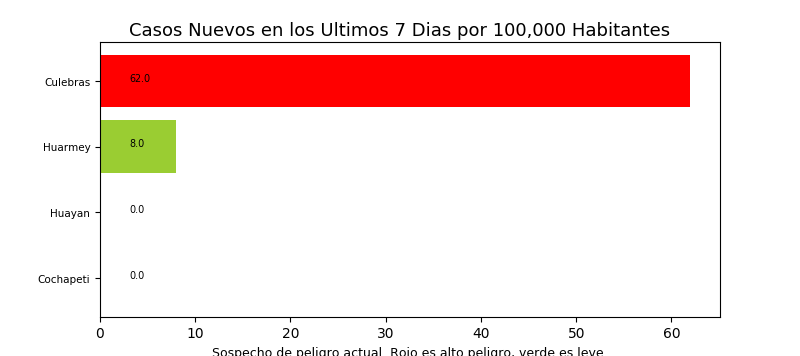 Casos Nuevos en los Ultimos 7 Dias por 100,000 Habitantes
Culebras 62.0
Huarmey 8.0
Huayan 0.0
Cochapeti 0.0
0 10 20 30 40 50 60
Sospecho de peligro actual. Rojo es alto peligro, verde es leve